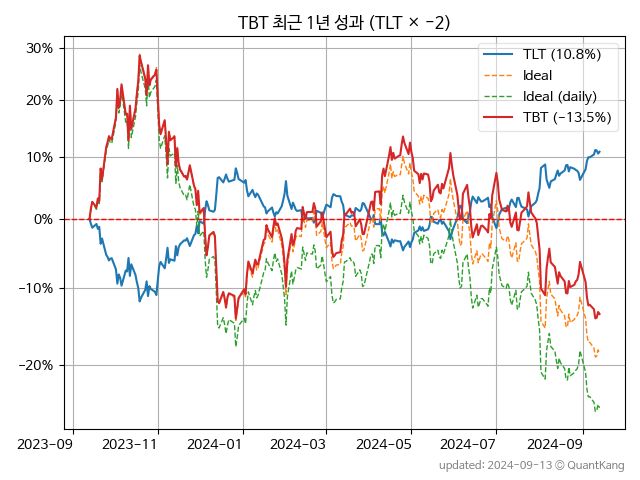 TBT 최근 1년 성과 (TLT × −2)
30%
20%
10%
0%
−10%
−20%
TLT (10.8%)
Ideal
Ideal (daily)
TBT (−13.5%)
2023-09
2023-11
2024-01
2024-03
2024-05
2024-07
2024-09
updated: 2024-09-13 © QuantKang